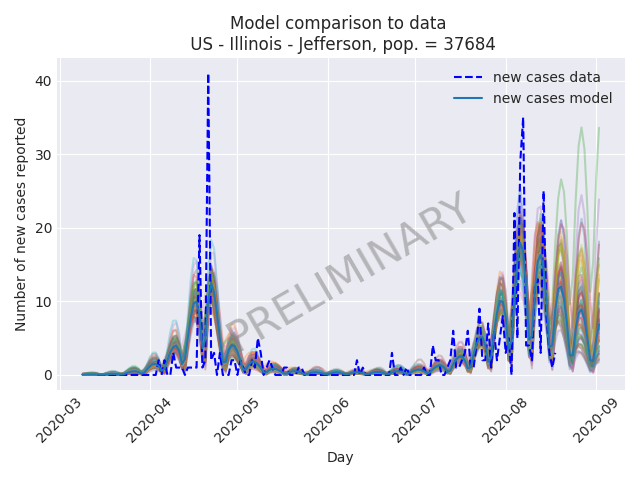 Model comparison to data
US - Illinois - Jefferson, pop. = 37684
new cases data
new cases model
PRELIMINARY
Number of new cases reported
40
30
20
10
0
2020-03
2020-04
2020-05
2020-06
2020-07
2020-08
2020-09
Day